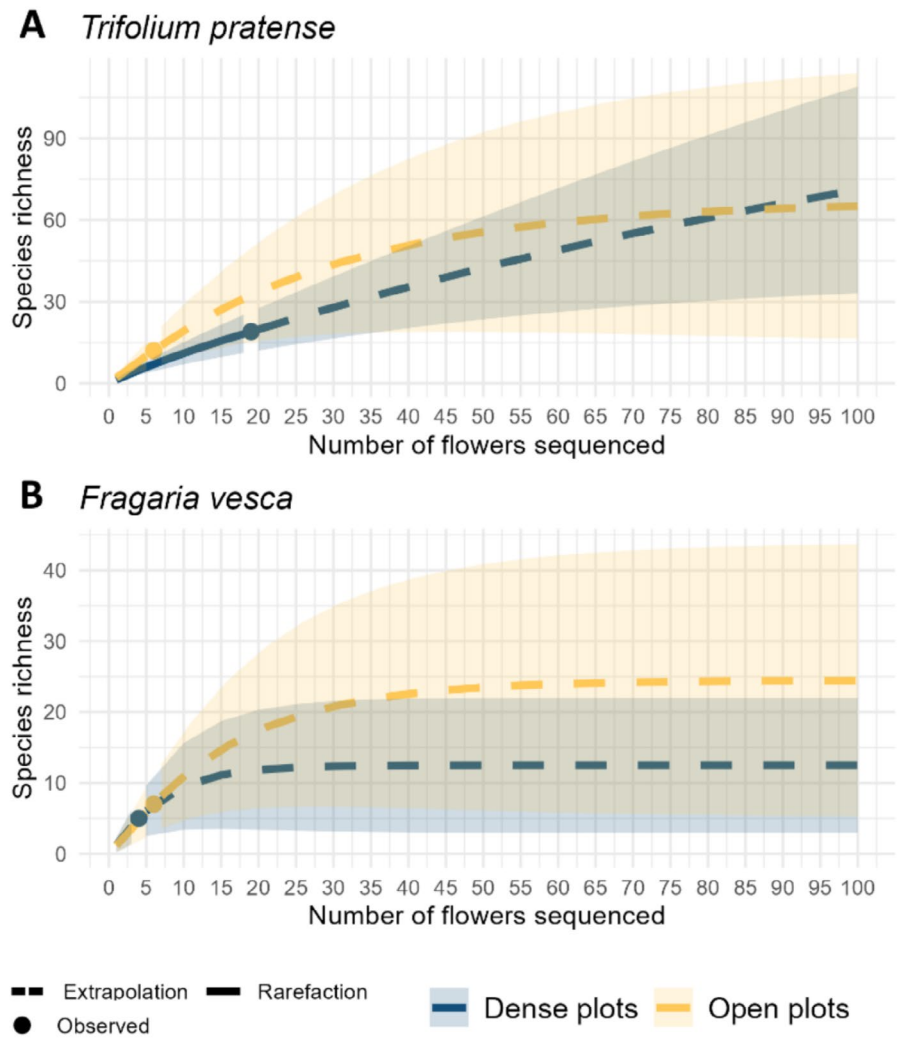 A Trifolium pratense
Species richness
90
60
30
0
0 5 10 15 20 25 30 35 40 45 50 55 60 65 70 75 80 85 90 95 100
Number of flowers sequenced
B Fragaria vesca
Species richness
40
30
20
10
0
0 5 10 15 20 25 30 35 40 45 50 55 60 65 70 75 80 85 90 95 100
Number of flowers sequenced
Extrapolation Rarefaction
Observed
Dense plots Open plots